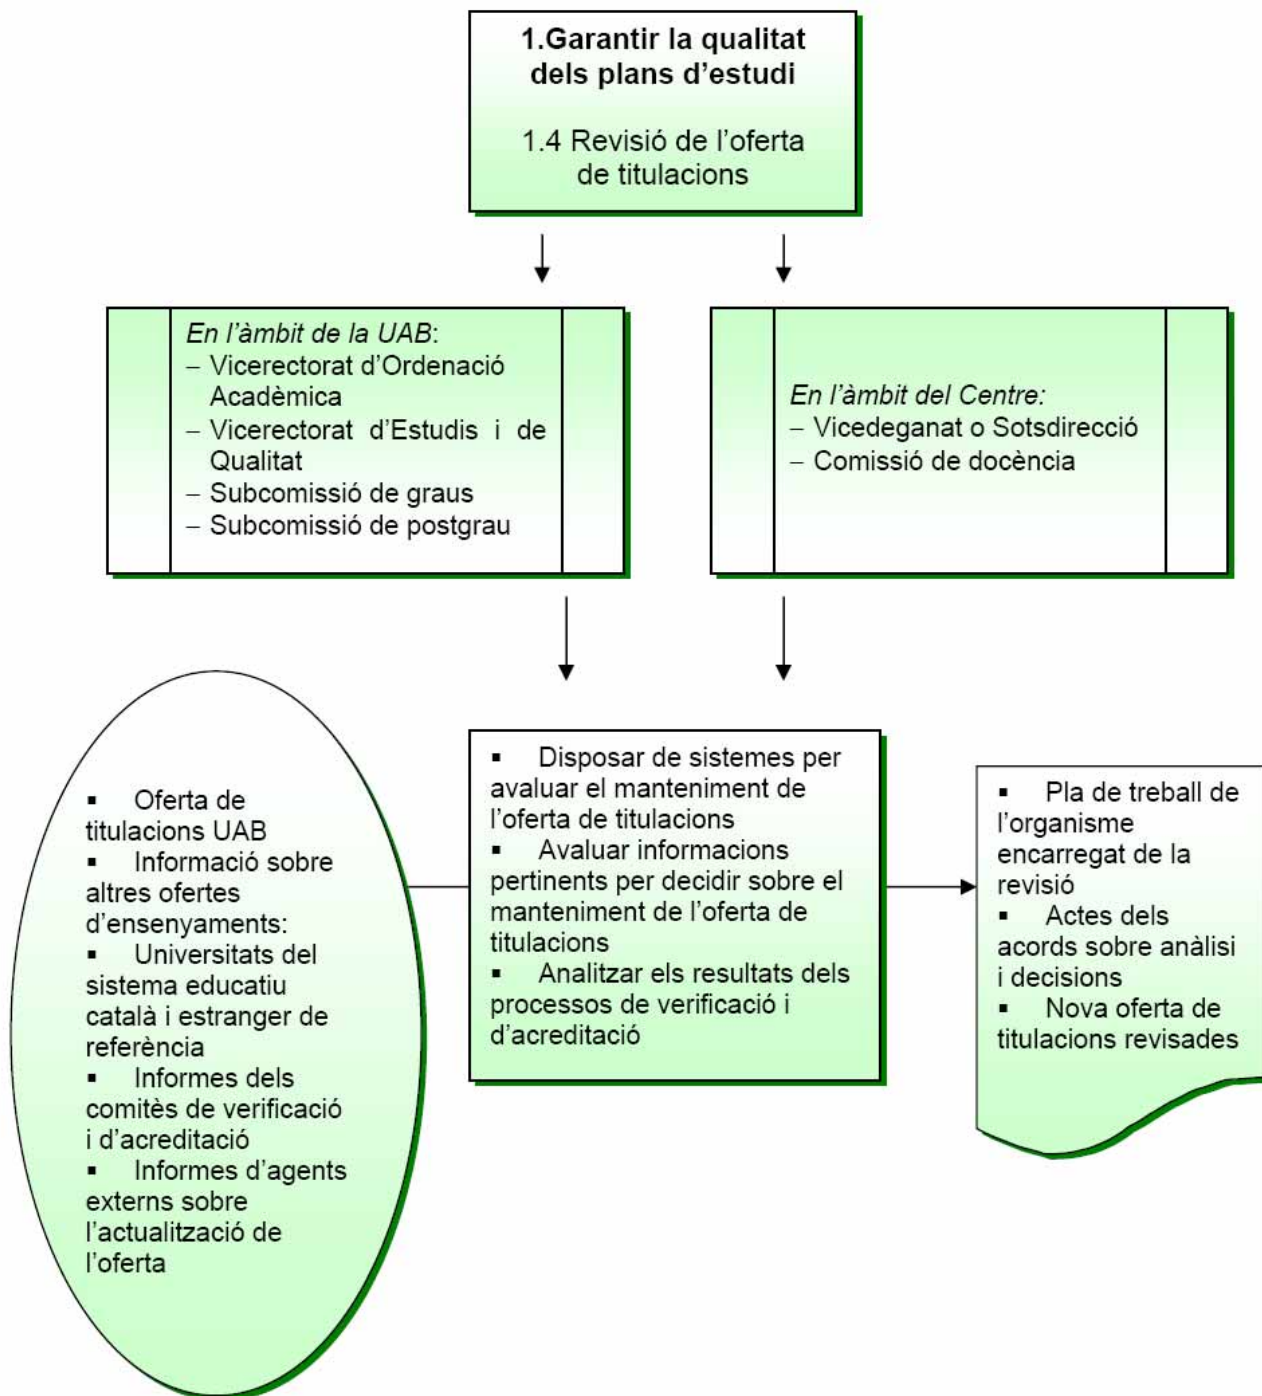 1.Garantir la qualitat
dels plans d’estudi
1.4 Revisió de l’oferta
de titulacions
En l’àmbit de la UAB:
– Vicerectorat d’Ordenació
Acadèmica
– Vicerectorat d’Estudis i de
Qualitat
– Subcomissió de graus
– Subcomissió de postgrau
En l’àmbit del Centre:
– Vicedeganat o Sotsdirecció
– Comissió de docència
▪ Oferta de
titulacions UAB
▪ Informació sobre
altres ofertes
d’ensenyaments:
▪ Universitats del
sistema educatiu
català i estranger de
referència
▪ Informes dels
comitès de verificació
i d’acreditació
▪ Informes d’agents
externs sobre
l’actualització de
l’oferta
▪ Disposar de sistemes per
avaluar el manteniment de
l’oferta de titulacions
▪ Avaluar informacions
pertinents per decidir sobre el
manteniment de l’oferta de
titulacions
▪ Analitzar els resultats dels
processos de verificació i
d’acreditació
▪ Pla de treball de
l’organisme
encarregat de la
revisió
▪ Actes dels
acords sobre anàlisi
i decisions
▪ Nova oferta de
titulacions revisades